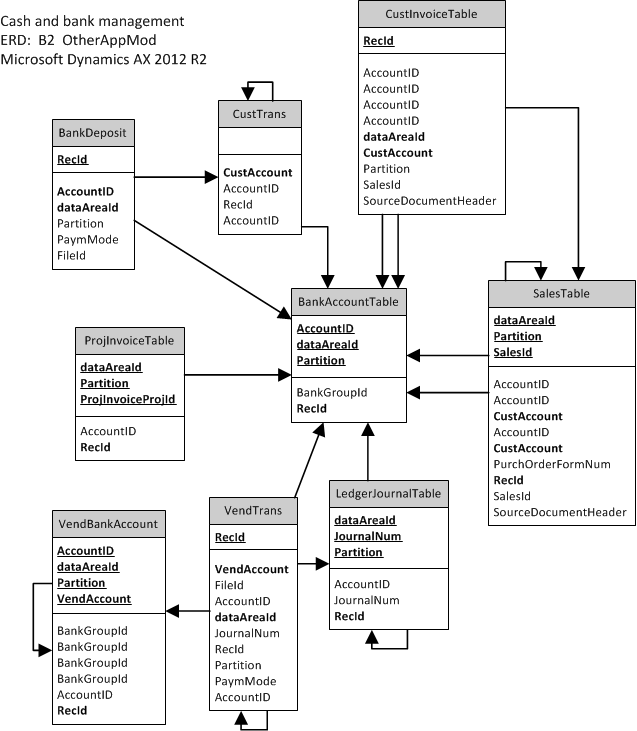 Cash and bank management
ERD:  B2  OtherAppMod
Microsoft Dynamics AX 2012 R2
CustInvoiceTable
RecId
AccountID
AccountID
AccountID
AccountID
dataAreaId
CustAccount
Partition
SalesId
SourceDocumentHeader
CustTrans
CustAccount
AccountID
RecId
AccountID
BankDeposit
RecId
AccountID
dataAreaId
Partition
PaymMode
FileId
BankAccountTable
AccountID
dataAreaId
Partition
BankGroupId
RecId
SalesTable
dataAreaId
Partition
SalesId
AccountID
AccountID
CustAccount
AccountID
CustAccount
PurchOrderFormNum
RecId
SalesId
SourceDocumentHeader
ProjInvoiceTable
dataAreaId
Partition
ProjInvoiceProjId
AccountID
RecId
LedgerJournalTable
dataAreaId
JournalNum
Partition
AccountID
JournalNum
RecId
VendTrans
RecId
VendAccount
FileId
AccountID
dataAreaId
JournalNum
RecId
Partition
PaymMode
AccountID
VendBankAccount
AccountID
dataAreaId
Partition
VendAccount
BankGroupId
BankGroupId
BankGroupId
BankGroupId
AccountID
RecId